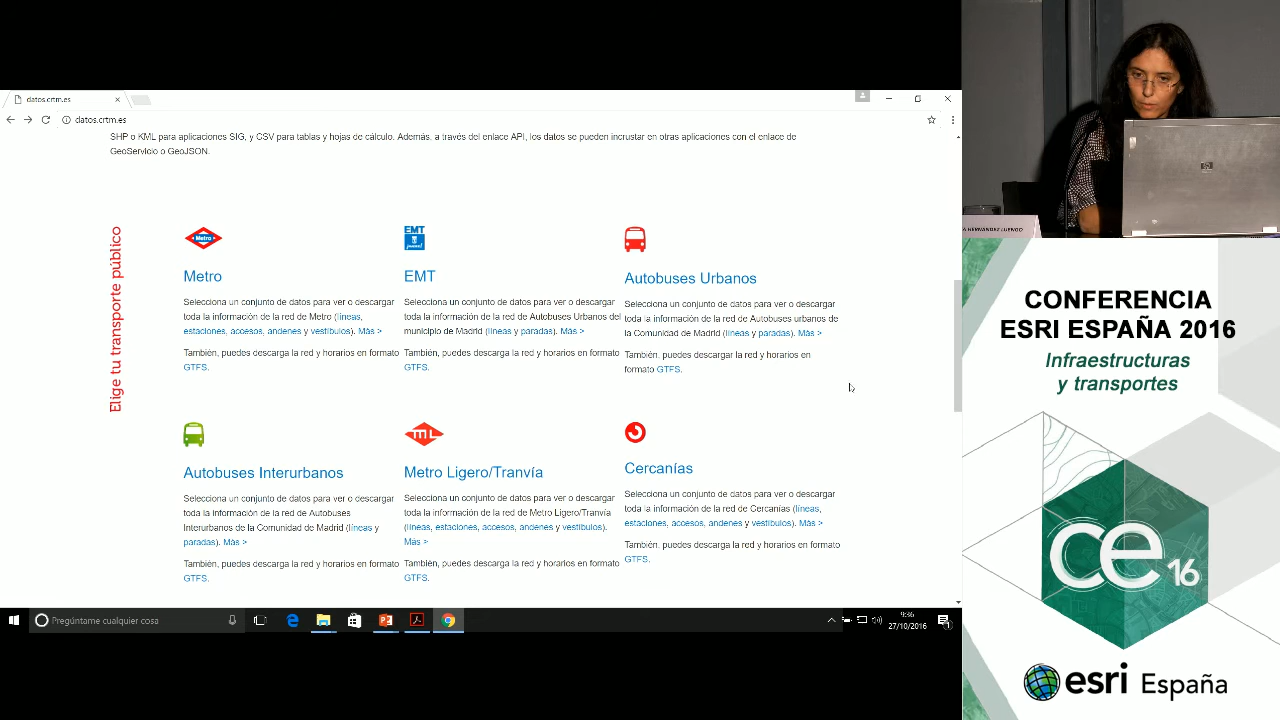 datos.crtm.es
datos.crtm.es
SHP o KML para aplicaciones SIG, y CSV para tablas y hojas de cálculo. Además, a través del enlace API, los datos se pueden incrustar en otras aplicaciones con el enlace de
GeoServicio o GeoJSON.
Elige tu transporte público
Metro
Metro
Selecciona un conjunto de datos para ver o descargar
toda la información de la red de Metro (líneas,
estaciones, accesos, andenes y vestíbulos). Más >
También, puedes descarga la red y horarios en formato
GTFS.
EMT
EMT
Selecciona un conjunto de datos para ver o descargar
toda la información de la red de Autobuses Urbanos del
municipio de Madrid (líneas y paradas). Más >
También, puedes descarga la red y horarios en formato
GTFS.
Autobuses Urbanos
Selecciona un conjunto de datos para ver o descargar
toda la información de la red de Autobuses urbanos de
la Comunidad de Madrid (líneas y paradas). Más >
También, puedes descargar la red y horarios en
formato GTFS.
Autobuses Interurbanos
Selecciona un conjunto de datos para ver o descargar
toda la información de la red de Autobuses
Interurbanos de la Comunidad de Madrid (líneas y
paradas). Más >
También, puedes descarga la red y horarios en formato
GTFS.
ML
Metro Ligero/Tranvía
Selecciona un conjunto de datos para ver o descargar
toda la información de la red de Metro Ligero/Tranvía
(líneas, estaciones, accesos, andenes y vestíbulos).
Más >
También, puedes descarga la red y horarios en formato
GTFS.
Cercanías
Selecciona un conjunto de datos para ver o descargar
toda la información de la red de Cercanías (líneas,
estaciones, accesos, andenes y vestíbulos). Más >
También, puedes descarga la red y horarios en formato
GTFS.
Pregúntame cualquier cosa
9:36
27/10/2016
HERNANDEZ LUENGO
hp
CONFERENCIA
ESRI ESPAÑA 2016
Infraestructuras
y transportes
ce 16
esri España